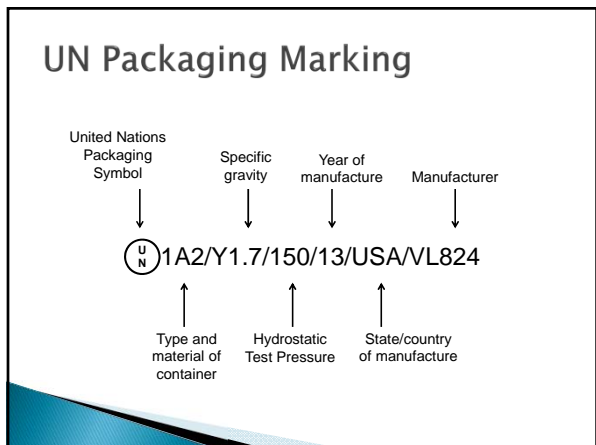 UN Packaging Marking
United Nations
Packaging
Symbol
Specific
gravity
Year of
manufacture
Manufacturer
U
N
1A2/Y1.7/150/13/USA/VL824
Type and
material of
container
Hydrostatic
Test Pressure
State/country
of manufacture